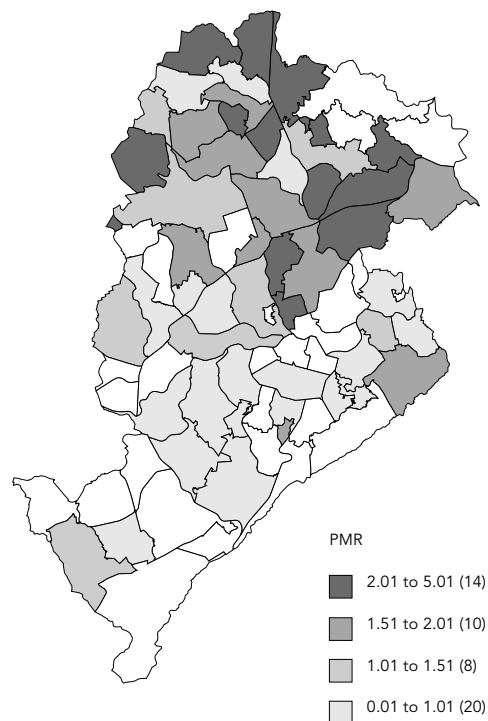 PMR
2.01 to 5.01 (14)
1.51 to 2.01 (10)
1.01 to 1.51 (8)
0.01 to 1.01 (20)